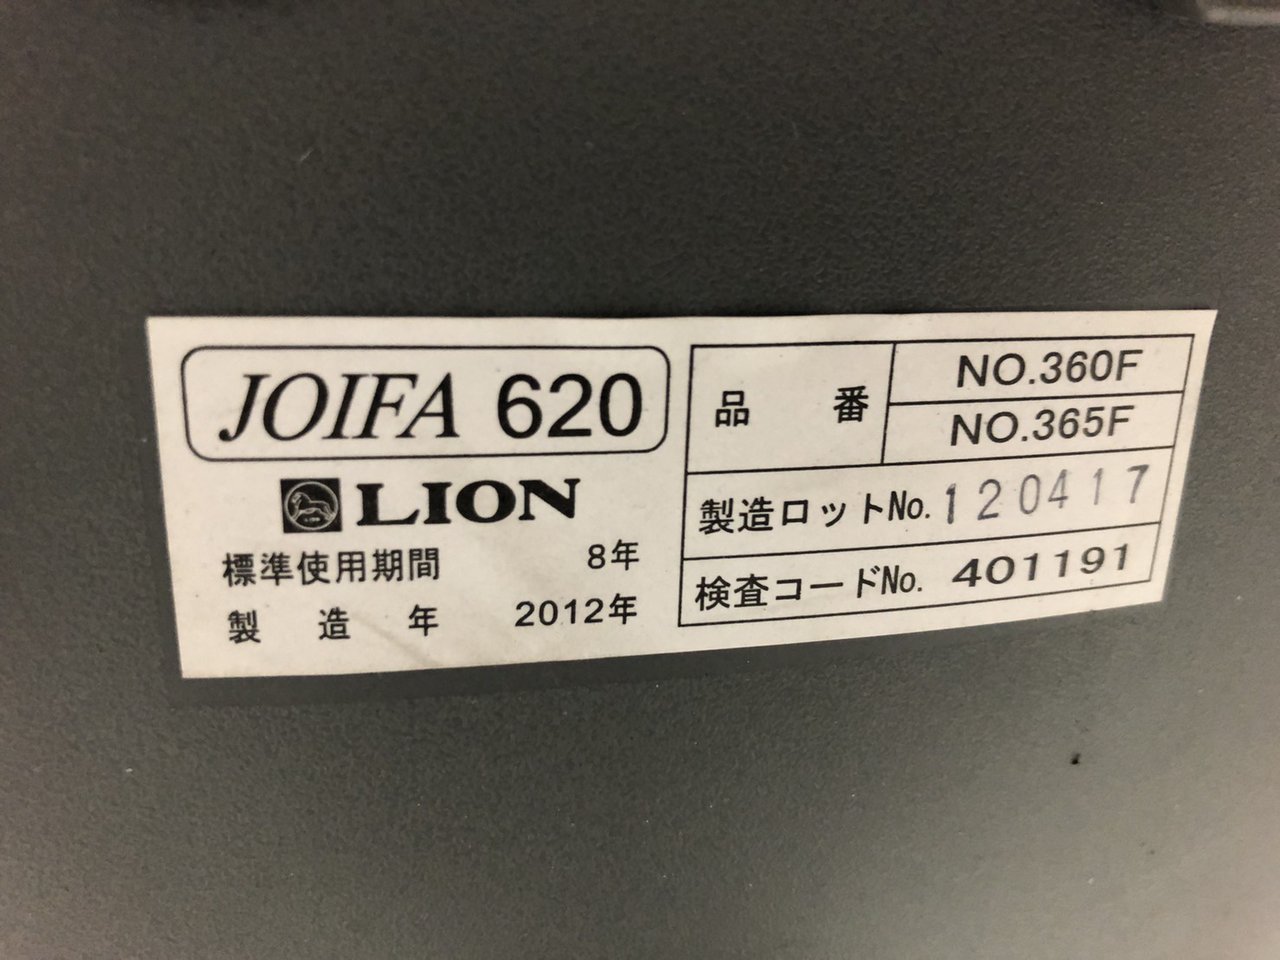 JOIFA 620
LION
標準使用期間 8年
製造年 2012年
品番 NO.360F
NO.365F
製造ロットNo. 120417
検査コードNo. 401191